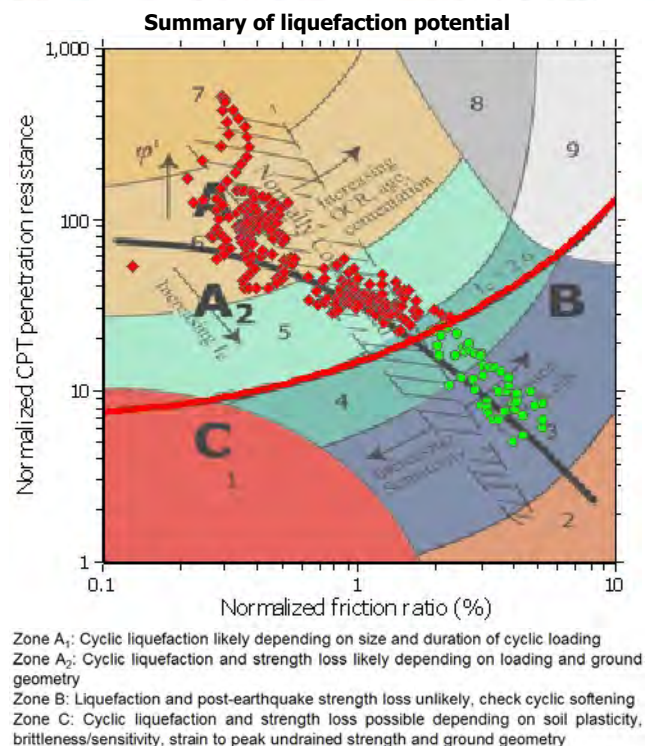 Summary of liquefaction potential
1,000
7
8
9
φ'
Increasing
OCR, age,
cementation
100
Normally
A
6
A2
Increasing Ic
5
B
Ic = 2.6
10
4
3
C
1
Increasing
Sensitivity
2
1
0.1
1
10
Normalized CPT penetration resistance
Normalized friction ratio (%)
Zone A1: Cyclic liquefaction likely depending on size and duration of cyclic loading
Zone A2: Cyclic liquefaction and strength loss likely depending on loading and ground
geometry
Zone B: Liquefaction and post-earthquake strength loss unlikely, check cyclic softening
Zone C: Cyclic liquefaction and strength loss possible depending on soil plasticity,
brittleness/sensitivity, strain to peak undrained strength and ground geometry